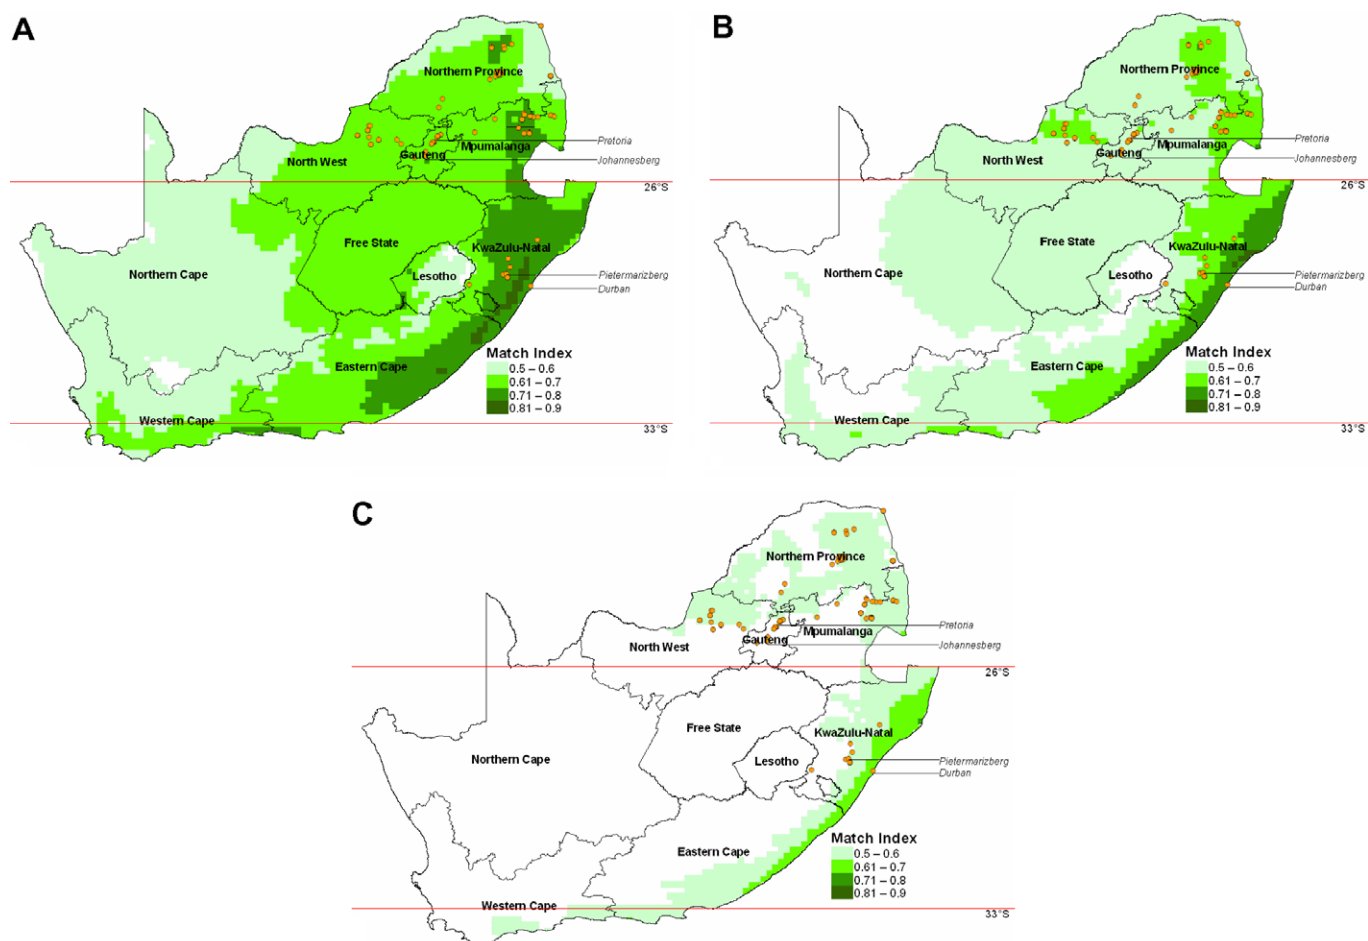 A
Northern Province
Pretoria
North West
Gauteng
Mpumalanga
Johannesberg
26°S
Free State
KwaZulu-Natal
Northern Cape
Lesotho
Pietermarizberg
Durban
Match Index
0.5 – 0.6
0.61 – 0.7
0.71 – 0.8
0.81 – 0.9
Eastern Cape
Western Cape
33°S
B
Northern Province
Pretoria
North West
Gauteng
Mpumalanga
Johannesberg
26°S
Free State
KwaZulu-Natal
Northern Cape
Lesotho
Pietermarizberg
Durban
Match Index
0.5 – 0.6
0.61 – 0.7
0.71 – 0.8
0.81 – 0.9
Eastern Cape
Western Cape
33°S
C
Northern Province
Pretoria
North West
Gauteng
Mpumalanga
Johannesberg
26°S
Free State
KwaZulu-Natal
Northern Cape
Lesotho
Pietermarizberg
Durban
Match Index
0.5 – 0.6
0.61 – 0.7
0.71 – 0.8
0.81 – 0.9
Eastern Cape
Western Cape
33°S